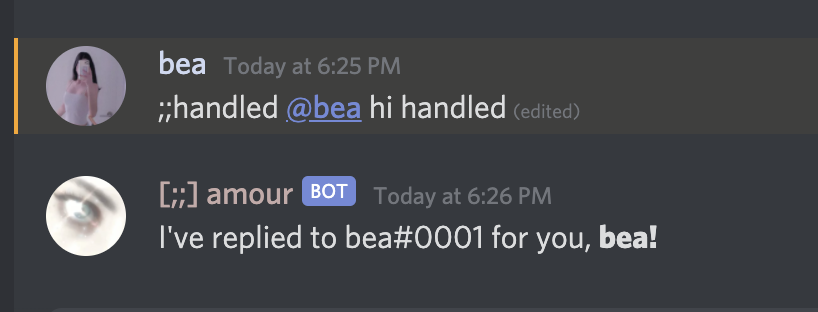 bea Today at 6:25 PM
;;handled @bea hi handled (edited)
[;;] amour BOT Today at 6:26 PM
I've replied to bea#0001 for you, bea!